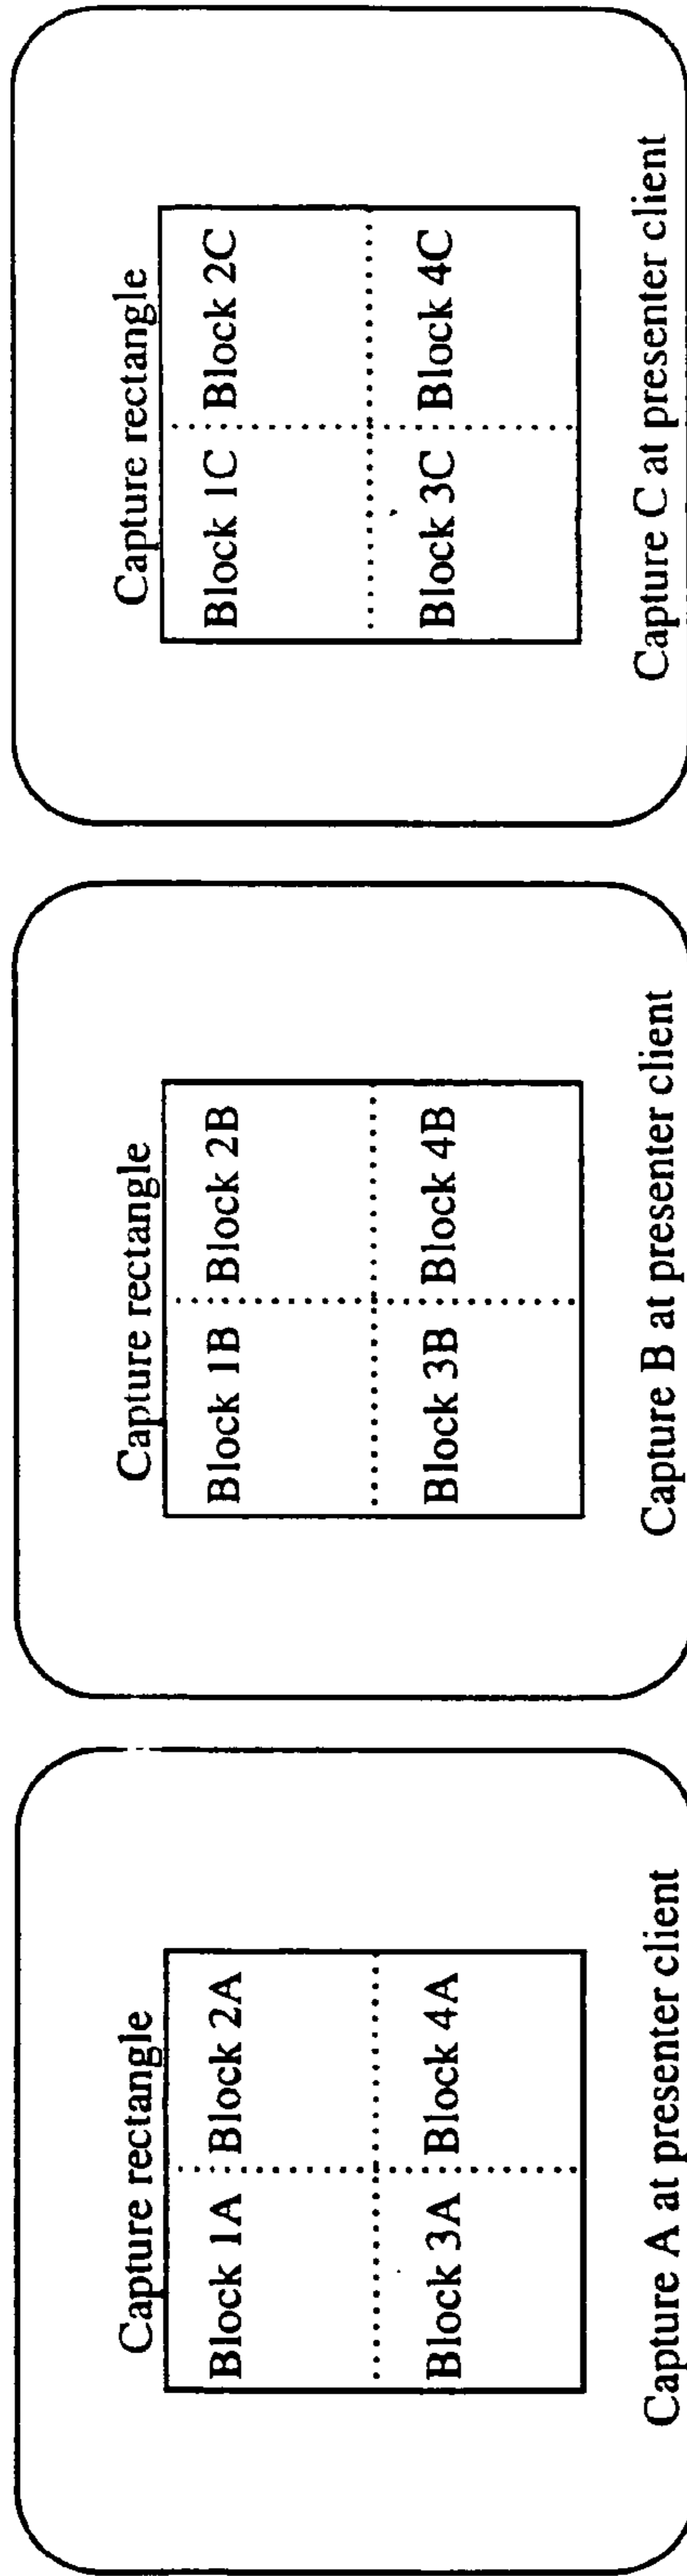 Capture rectangle
Block 1A Block 2A
Block 3A Block 4A
Capture A at presenter client
Capture rectangle
Block 1B Block 2B
Block 3B Block 4B
Capture B at presenter client
Capture rectangle
Block 1C Block 2C
Block 3C Block 4C
Capture C at presenter client